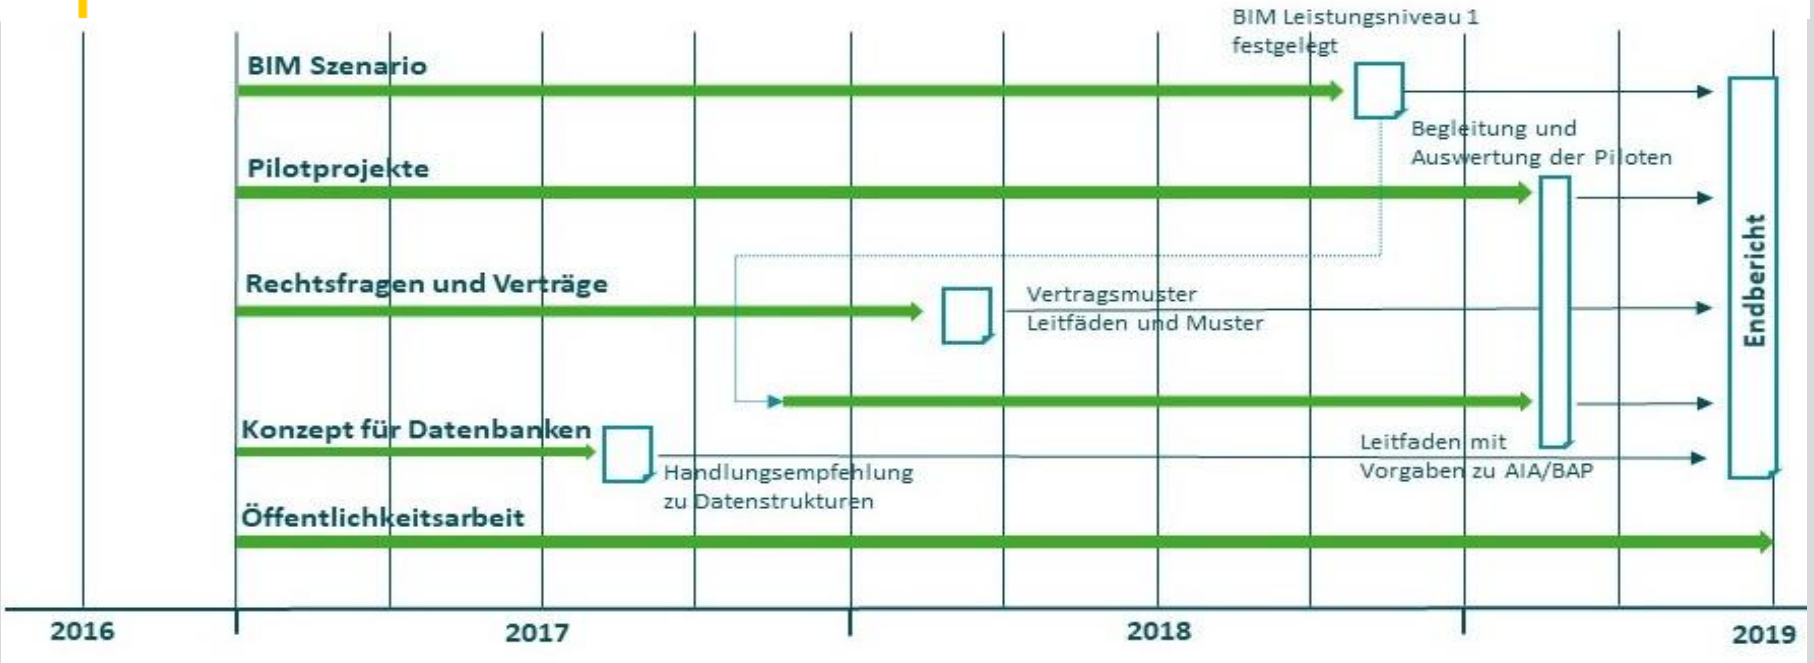 BIM Leistungsniveau 1
festgelegt
BIM Szenario
Begleitung und
Auswertung der Piloten
Pilotprojekte
Rechtsfragen und Verträge
Vertragsmuster
Leitfäden und Muster
Endbericht
Konzept für Datenbanken
Leitfaden mit
Vorgaben zu AIA/BAP
Handlungsempfehlung
zu Datenstrukturen
Öffentlichkeitsarbeit
2016 2017 2018 2019